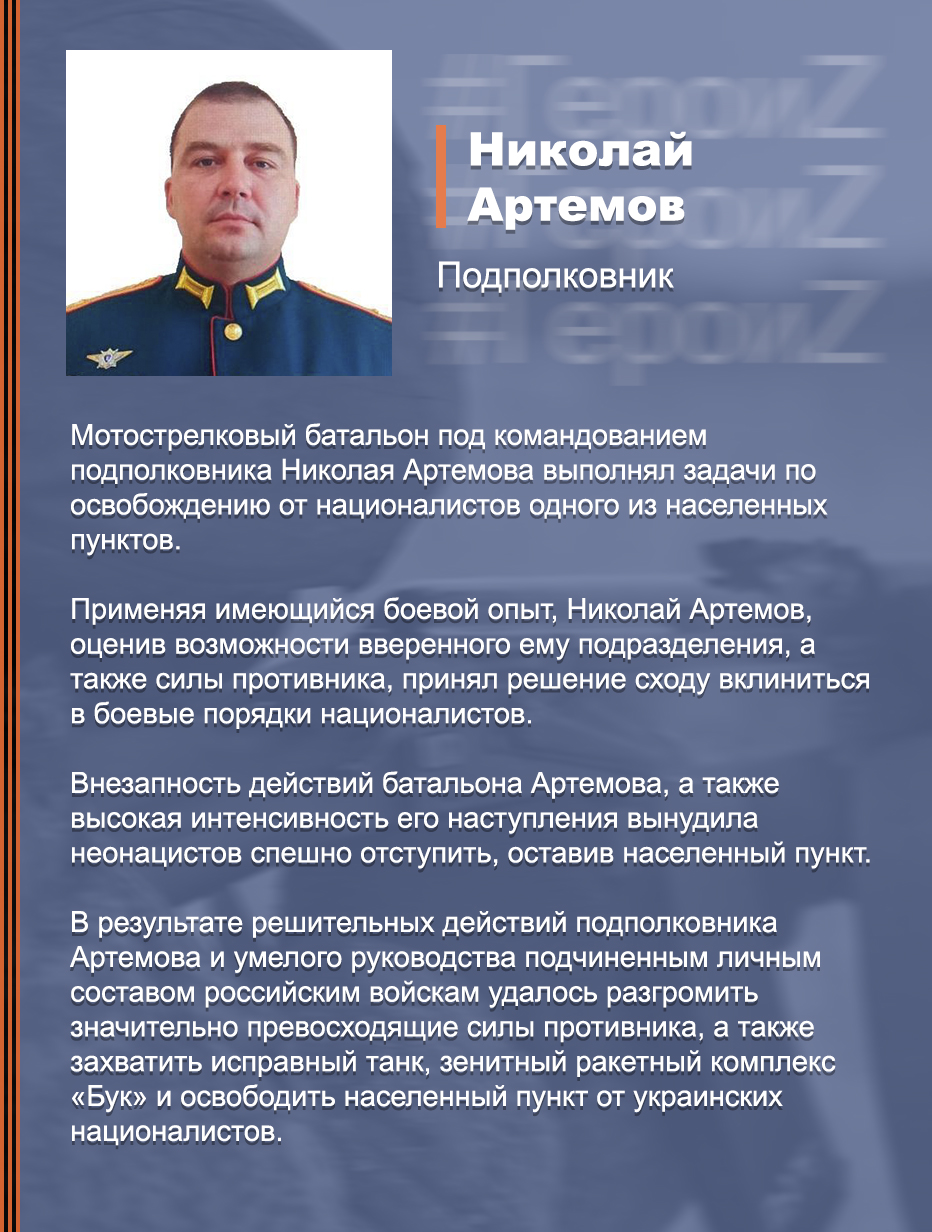 #ГероиZ
Николай
#ГероиZ
Артемов
Подполковник
#ГероиZ
Мотострелковый батальон под командованием
подполковника Николая Артемова выполнял задачи по
освобождению от националистов одного из населенных
пунктов.
Применяя имеющийся боевой опыт, Николай Артемов,
оценив возможности вверенного ему подразделения, а
также силы противника, принял решение сходу вклиниться
в боевые порядки националистов.
Внезапность действий батальона Артемова, а также
высокая интенсивность его наступления вынудила
неонацистов спешно отступить, оставив населенный пункт.
В результате решительных действий подполковника
Артемова и умелого руководства подчиненным личным
составом российским войскам удалось разгромить
значительно превосходящие силы противника, а также
захватить исправный танк, зенитный ракетный комплекс
«Бук» и освободить населенный пункт от украинских
националистов.